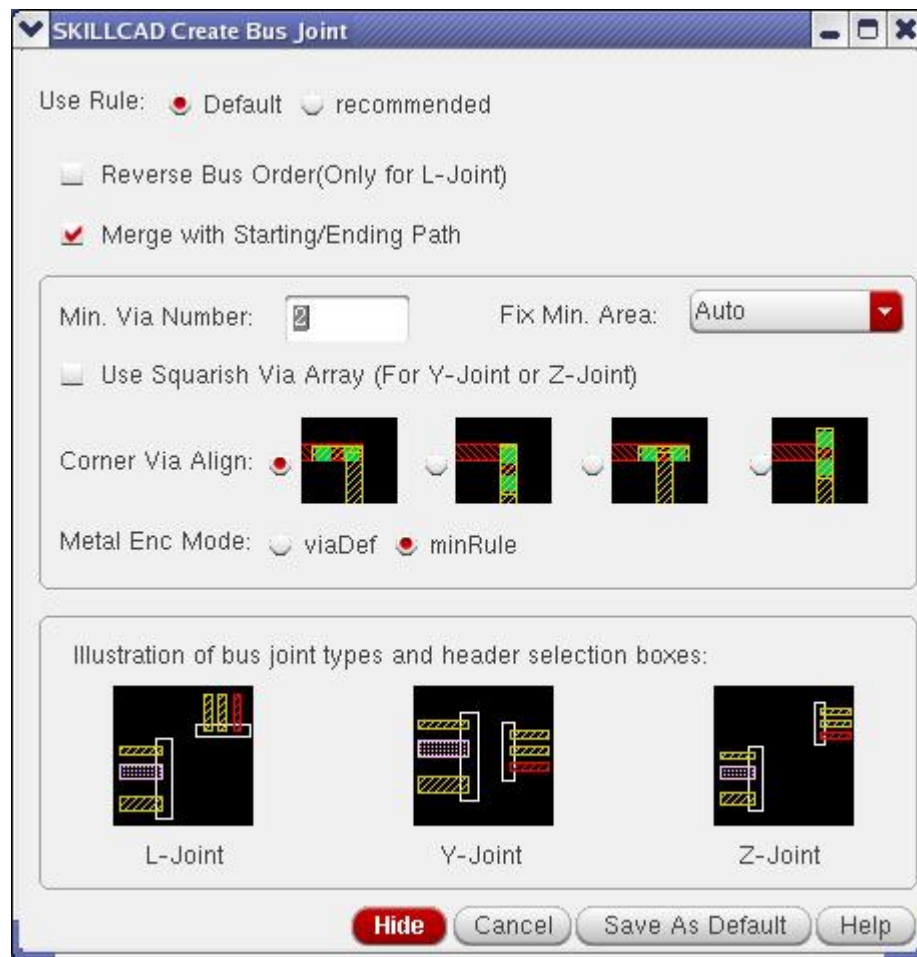 SKILLCAD Create Bus Joint
Use Rule: Default recommended
Reverse Bus Order(Only for L-Joint)
Merge with Starting/Ending Path
Min. Via Number: 2 Fix Min. Area: Auto
Use Squarish Via Array (For Y-Joint or Z-Joint)
Corner Via Align:
Metal Enc Mode: viaDef minRule
Illustration of bus joint types and header selection boxes:
L-Joint Y-Joint Z-Joint
Hide Cancel Save As Default Help